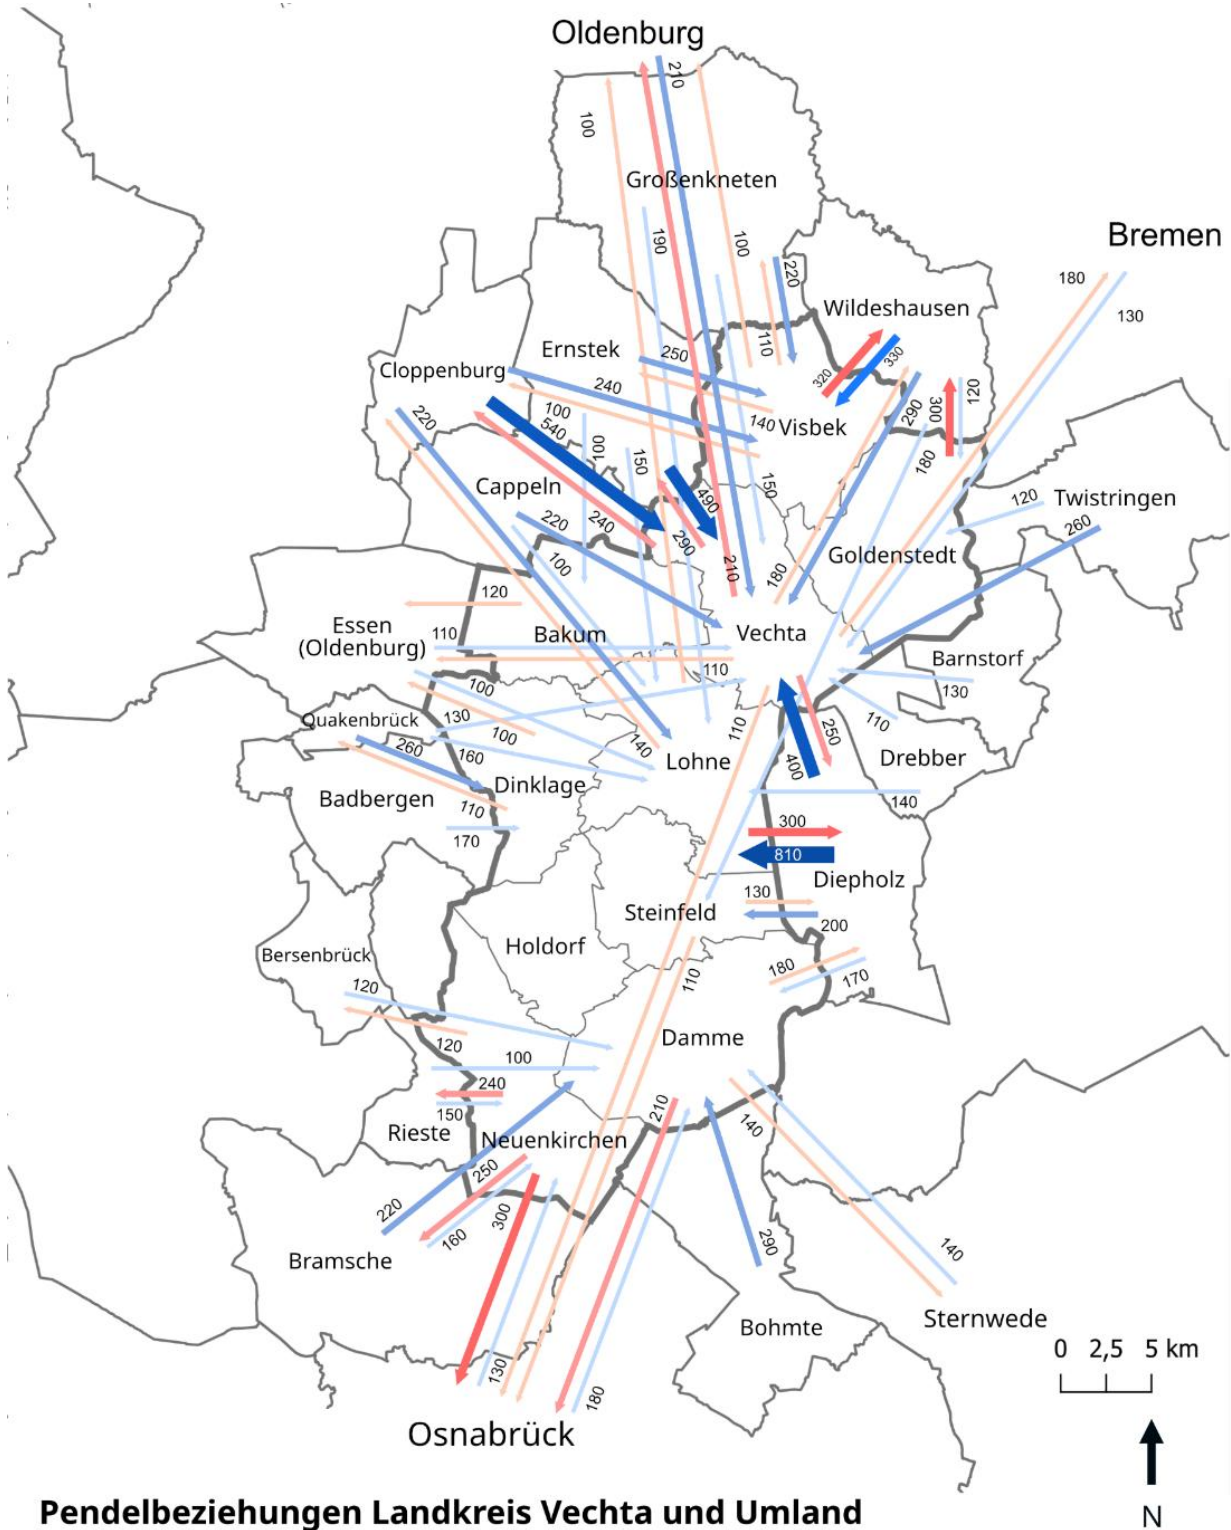 Oldenburg
210
100
Großenkneten
190
100
220
Bremen
180
130
Wildeshausen
110
330
320
Ernstek
250
Cloppenburg
240
120
300
290
100
220
540
140
Visbek
100
150
180
Cappeln
150
490
120
Twistringen
260
220
240
290
Goldenstedt
100
210
180
120
Essen
(Oldenburg)
110
Bakum
Vechta
110
Barnstorf
130
100
110
Quakenbrück
130
100
110
250
260
160
140
Lohne
400
Drebber
Dinklage
Badbergen
110
140
170
300
810
Diepholz
130
Steinfeld
200
Holdorf
Bersenbrück
180
170
110
120
Damme
120
100
240
150
210
140
Rieste
Neuenkirchen
250
220
300
160
290
140
Bramsche
Sternwede
Bohmte
0 2,5 5 km
130
180
Osnabrück
N
Pendelbeziehungen Landkreis Vechta und Umland